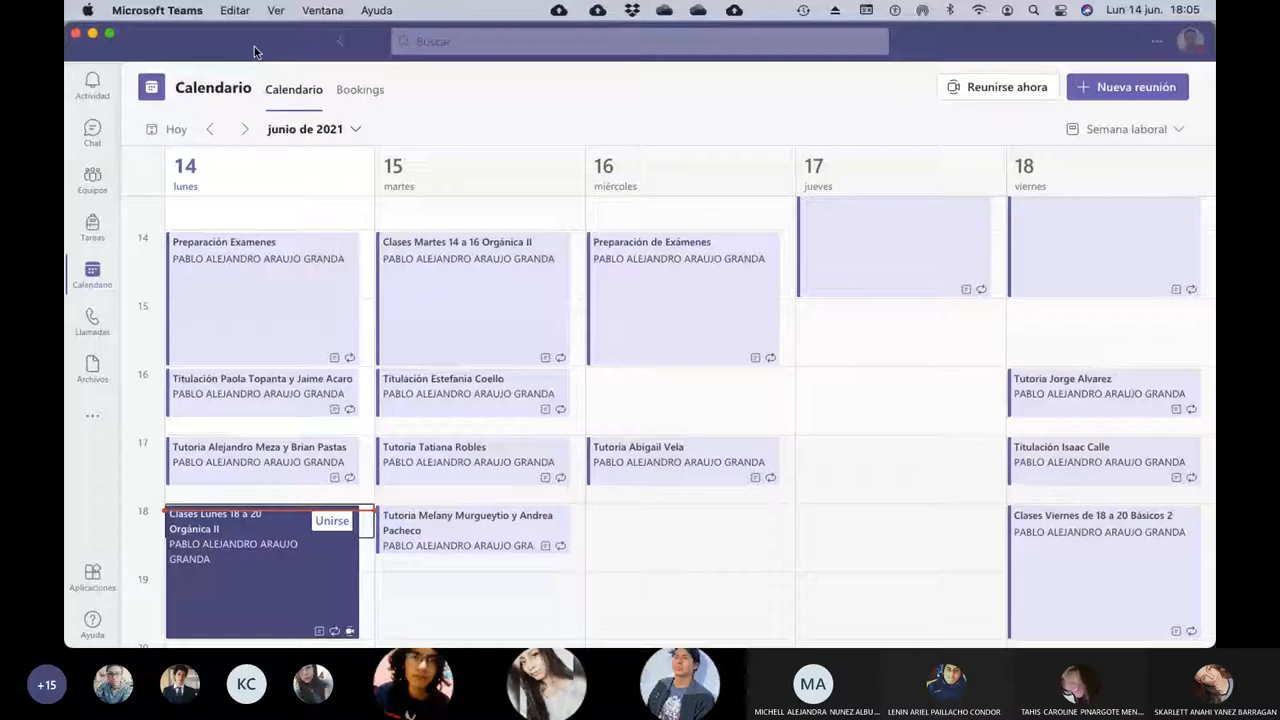 Microsoft Teams Editar Ver Ventana Ayuda Lun 14 jun. 18:05
Buscar
Actividad
Chat
Equipos
Tareas
Calendario
Llamadas
Archivos
Aplicaciones
Ayuda
Calendario Calendario Bookings Reunirse ahora Nueva reunión
Hoy junio de 2021 Semana laboral
14 15 16 17 18
lunes martes miércoles jueves viernes
14
15
16
17
18
19
Preparación Examenes
PABLO ALEJANDRO ARAUJO GRANDA
Titulación Paola Topanta y Jaime Acaro
PABLO ALEJANDRO ARAUJO GRANDA
Tutoria Alejandro Meza y Brian Pastas
PABLO ALEJANDRO ARAUJO GRANDA
Clases Lunes 18 a 20
Orgánica II
Unirse
PABLO ALEJANDRO ARAUJO
GRANDA
Clases Martes 14 a 16 Orgánica II
PABLO ALEJANDRO ARAUJO GRANDA
Titulación Estefania Coello
PABLO ALEJANDRO ARAUJO GRANDA
Tutoria Tatiana Robles
PABLO ALEJANDRO ARAUJO GRANDA
Tutoria Melany Murgueytio y Andrea
Pacheco
PABLO ALEJANDRO ARAUJO GRA
Preparación de Exámenes
PABLO ALEJANDRO ARAUJO GRANDA
Tutoria Abigail Vela
PABLO ALEJANDRO ARAUJO GRANDA
Tutoria Jorge Alvarez
PABLO ALEJANDRO ARAUJO GRANDA
Titulación Isaac Calle
PABLO ALEJANDRO ARAUJO GRANDA
Clases Viernes de 18 a 20 Básicos 2
PABLO ALEJANDRO ARAUJO GRANDA
+15 KC MA
MICHELL ALEJANDRA NUNEZ ALBU... LENIN ARIEL PAILLACHO CONDOR TAHIS CAROLINE PINARGOTE MEN... SKARLETT ANAHI YANEZ BARRAGAN